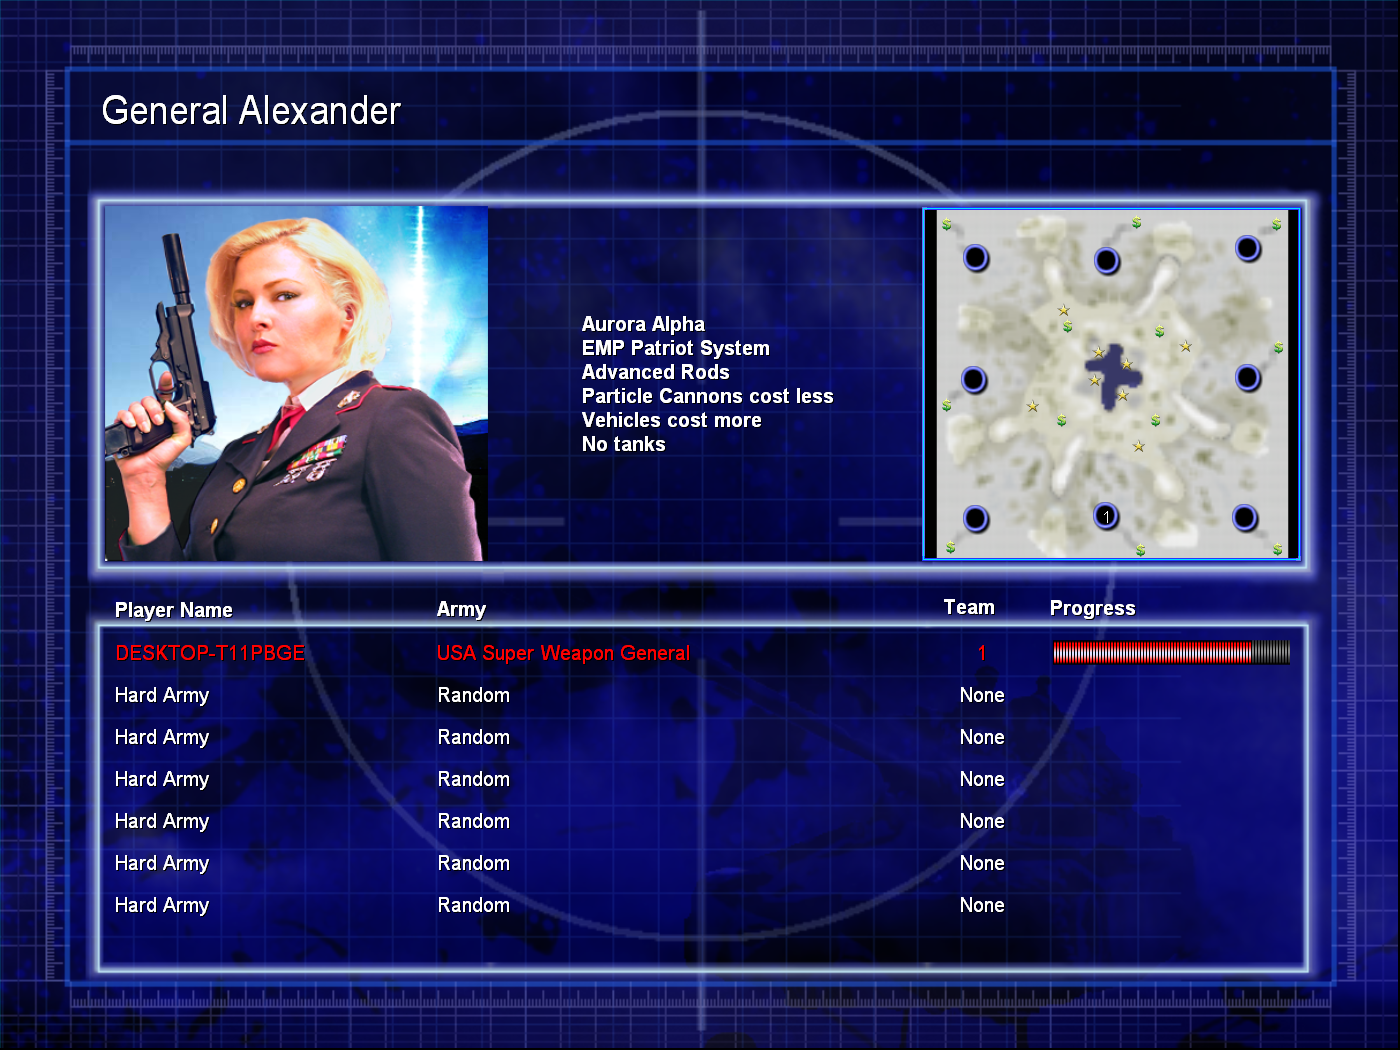 General Alexander
Aurora Alpha
EMP Patriot System
Advanced Rods
Particle Cannons cost less
Vehicles cost more
No tanks
1
Player Name Army Team Progress
DESKTOP-T11PBGE USA Super Weapon General 1
Hard Army Random None
Hard Army Random None
Hard Army Random None
Hard Army Random None
Hard Army Random None
Hard Army Random None